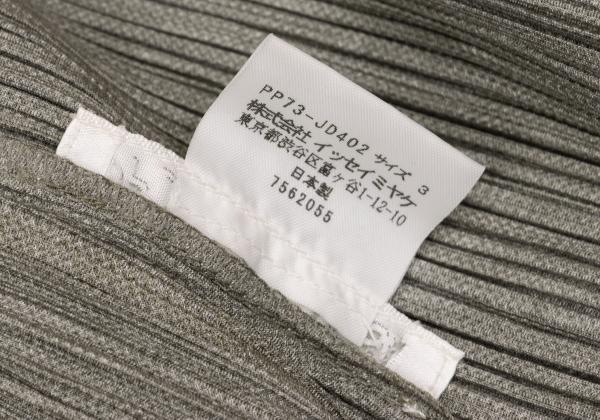 PP73-JD402 サイズ 3
株式会社 イッセイミヤケ
東京都渋谷区富ヶ谷1-12-10
日本製
7562055